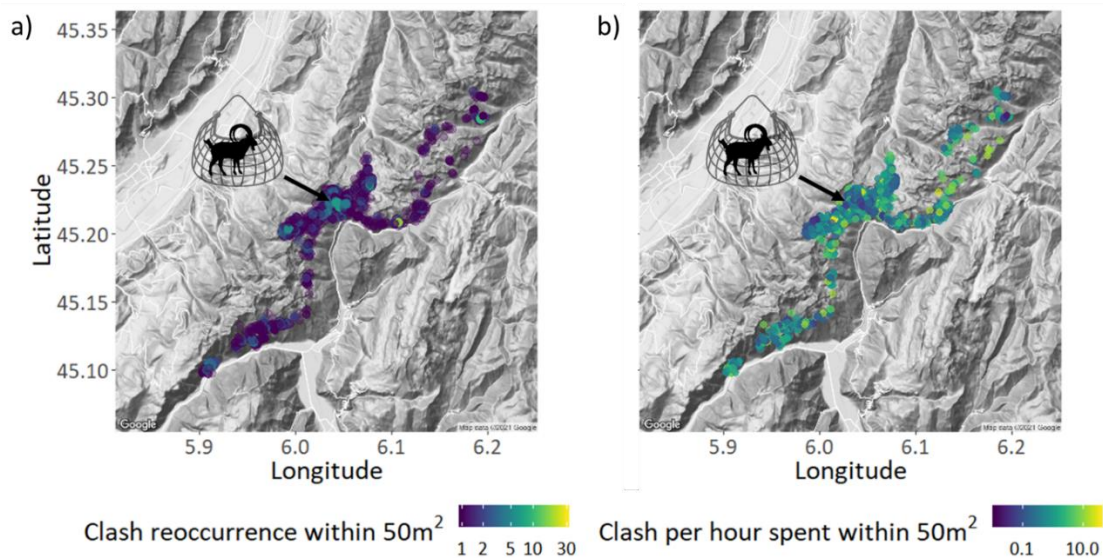 a)
b)
45.35
45.30
45.25
45.20
45.15
45.10
Latitude
Google
Map data ©2021 Google
Google
Map data ©2021 Google
5.9 6.0 6.1 6.2
5.9 6.0 6.1 6.2
Longitude
Longitude
Clash reoccurrence within 50m²
1 2 5 10 30
Clash per hour spent within 50m²
0.1 10.0